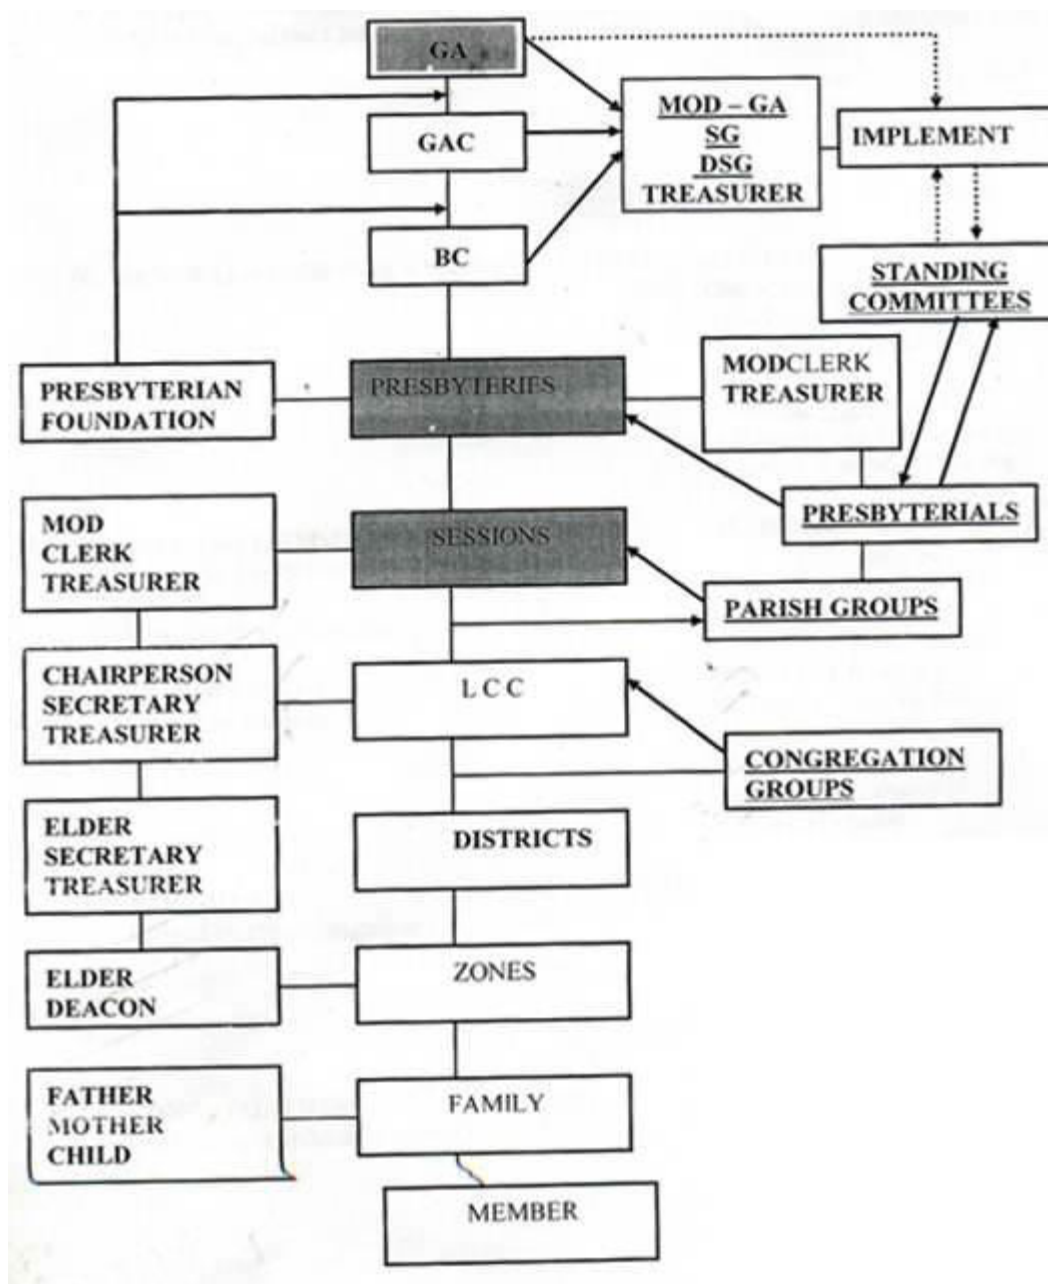 GA
GAC
BC
MOD – GA
SG
DSG
TREASURER
IMPLEMENT
STANDING
COMMITTEES
PRESBYTERIAN
FOUNDATION
PRESBYTERIES
MODCLERK
TREASURER
PRESBYTERIALS
MOD
CLERK
TREASURER
SESSIONS
PARISH GROUPS
CHAIRPERSON
SECRETARY
TREASURER
L C C
CONGREGATION
GROUPS
ELDER
SECRETARY
TREASURER
DISTRICTS
ELDER
DEACON
ZONES
FATHER
MOTHER
CHILD
FAMILY
MEMBER